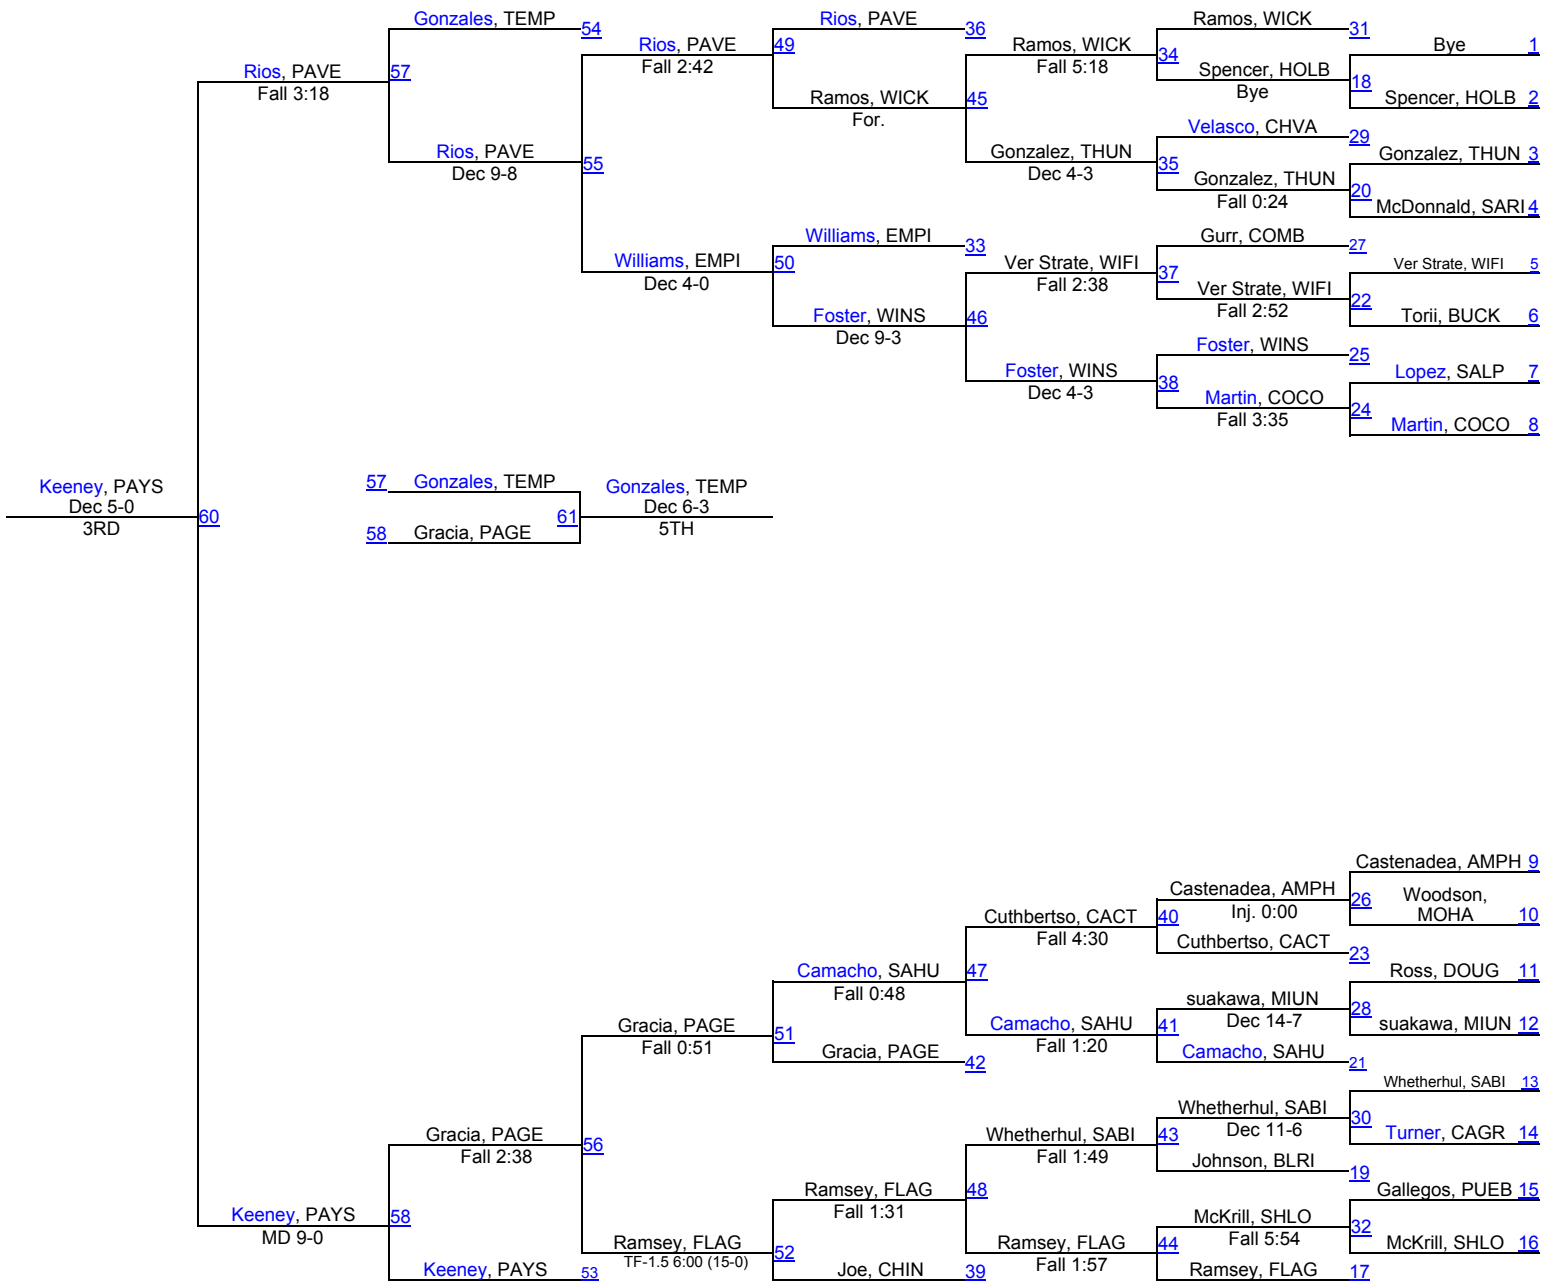 Gonzales, TEMP
54
Rios, PAVE
36
Ramos, WICK
31
Bye 1
Rios, PAVE
Fall 2:42
49
Ramos, WICK
Fall 5:18
34
Spencer, HOLB
Bye
18
Spencer, HOLB 2
Rios, PAVE
Fall 3:18
57
Ramos, WICK
For.
45
Velasco, CHVA
29
Gonzalez, THUN 3
Rios, PAVE
Dec 9-8
55
Gonzalez, THUN
Dec 4-3
35
Gonzalez, THUN
Fall 0:24
20
McDonnald, SARI 4
Williams, EMPI
33
Gurr, COMB
27
Ver Strate, WIFI 5
Williams, EMPI
Dec 4-0
50
Ver Strate, WIFI
Fall 2:38
37
Ver Strate, WIFI
Fall 2:52
22
Torii, BUCK 6
Foster, WINS
Dec 9-3
46
Foster, WINS
25
Lopez, SALP 7
Foster, WINS
Dec 4-3
38
Martin, COCO
Fall 3:35
24
Martin, COCO 8
Keeney, PAYS
Dec 5-0
3RD
60
57 Gonzales, TEMP
58 Gracia, PAGE
61
Gonzales, TEMP
Dec 6-3
5TH
Castenadea, AMPH 9
Castenadea, AMPH
Inj. 0:00
26
Woodson,
MOHA 10
Cuthbertso, CACT
Fall 4:30
40
Cuthbertso, CACT
23
Camacho, SAHU
Fall 0:48
47
Ross, DOUG 11
suakawa, MIUN
Dec 14-7
28
suakawa, MIUN 12
Gracia, PAGE
Fall 0:51
51
Camacho, SAHU
Fall 1:20
41
Gracia, PAGE
42
Camacho, SAHU
21
Whetherhul, SABI 13
Whetherhul, SABI
Dec 11-6
30
Turner, CAGR 14
Gracia, PAGE
Fall 2:38
56
Whetherhul, SABI
Fall 1:49
43
Johnson, BLRI
19
Ramsey, FLAG
Fall 1:31
48
Gallegos, PUEB 15
Keeney, PAYS
MD 9-0
58
McKrill, SHLO
Fall 5:54
32
McKrill, SHLO 16
Ramsey, FLAG
TF-1.5 6:00 (15-0)
52
Ramsey, FLAG
Fall 1:57
44
Keeney, PAYS
53
Joe, CHIN
39
Ramsey, FLAG
17